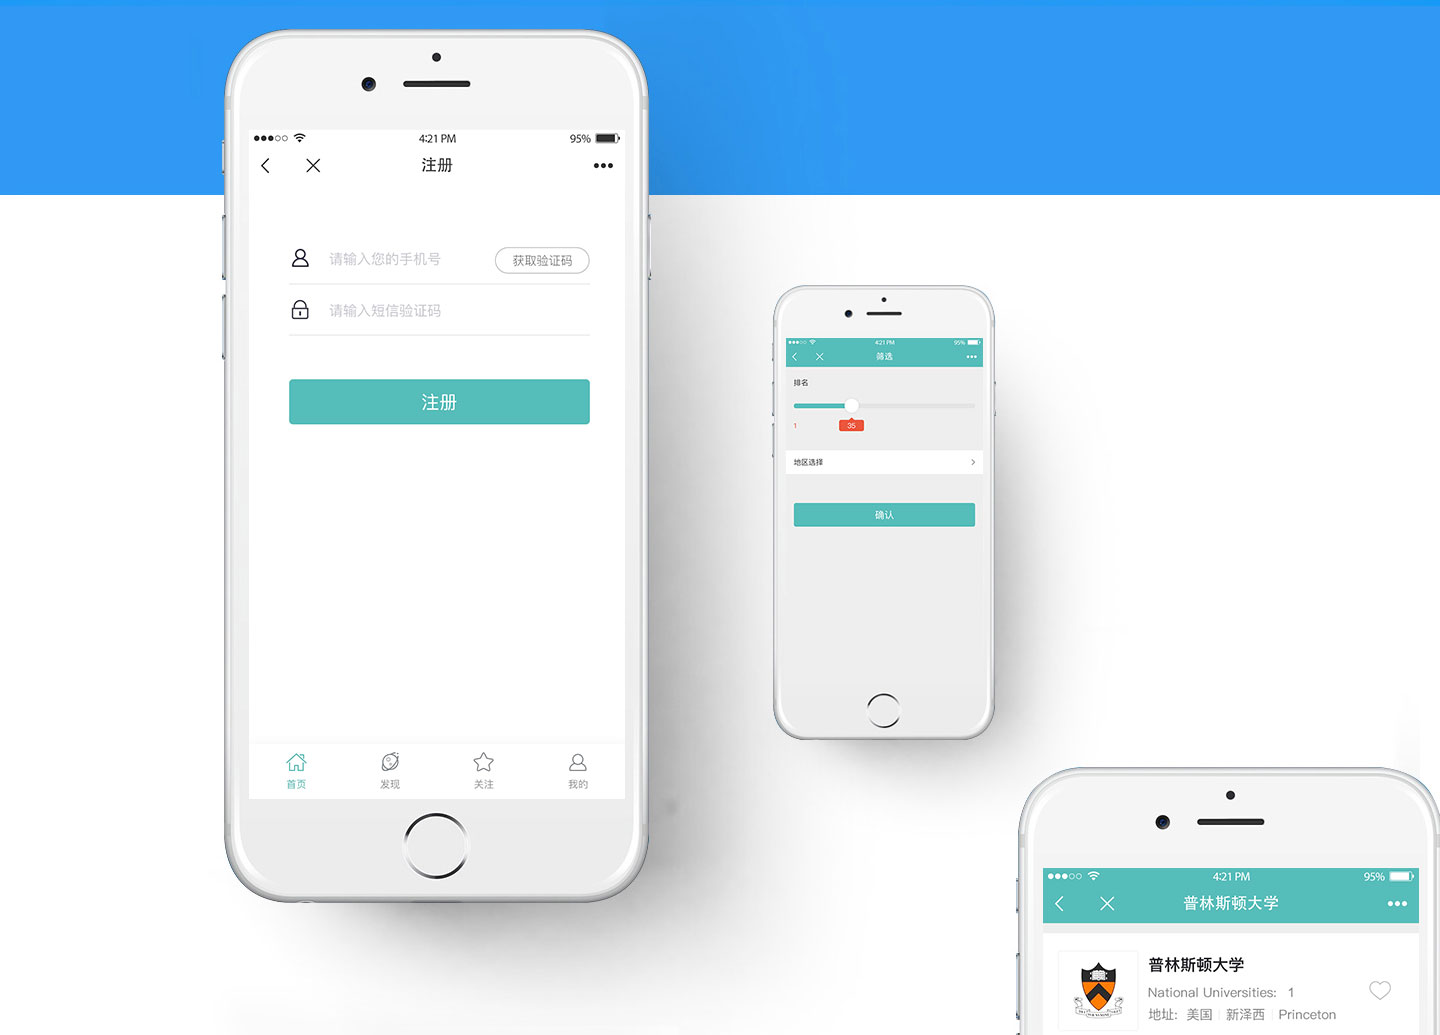 4:21 PM
95%
注册
请输入您的手机号
获取验证码
请输入短信验证码
注册
首页
发现
关注
我的
4:21 PM
95%
筛选
排名
1
35
地区选择
确认
4:21 PM
95%
普林斯顿大学
普林斯顿大学
National Universities: 1
地址: 美国 新泽西 Princeton